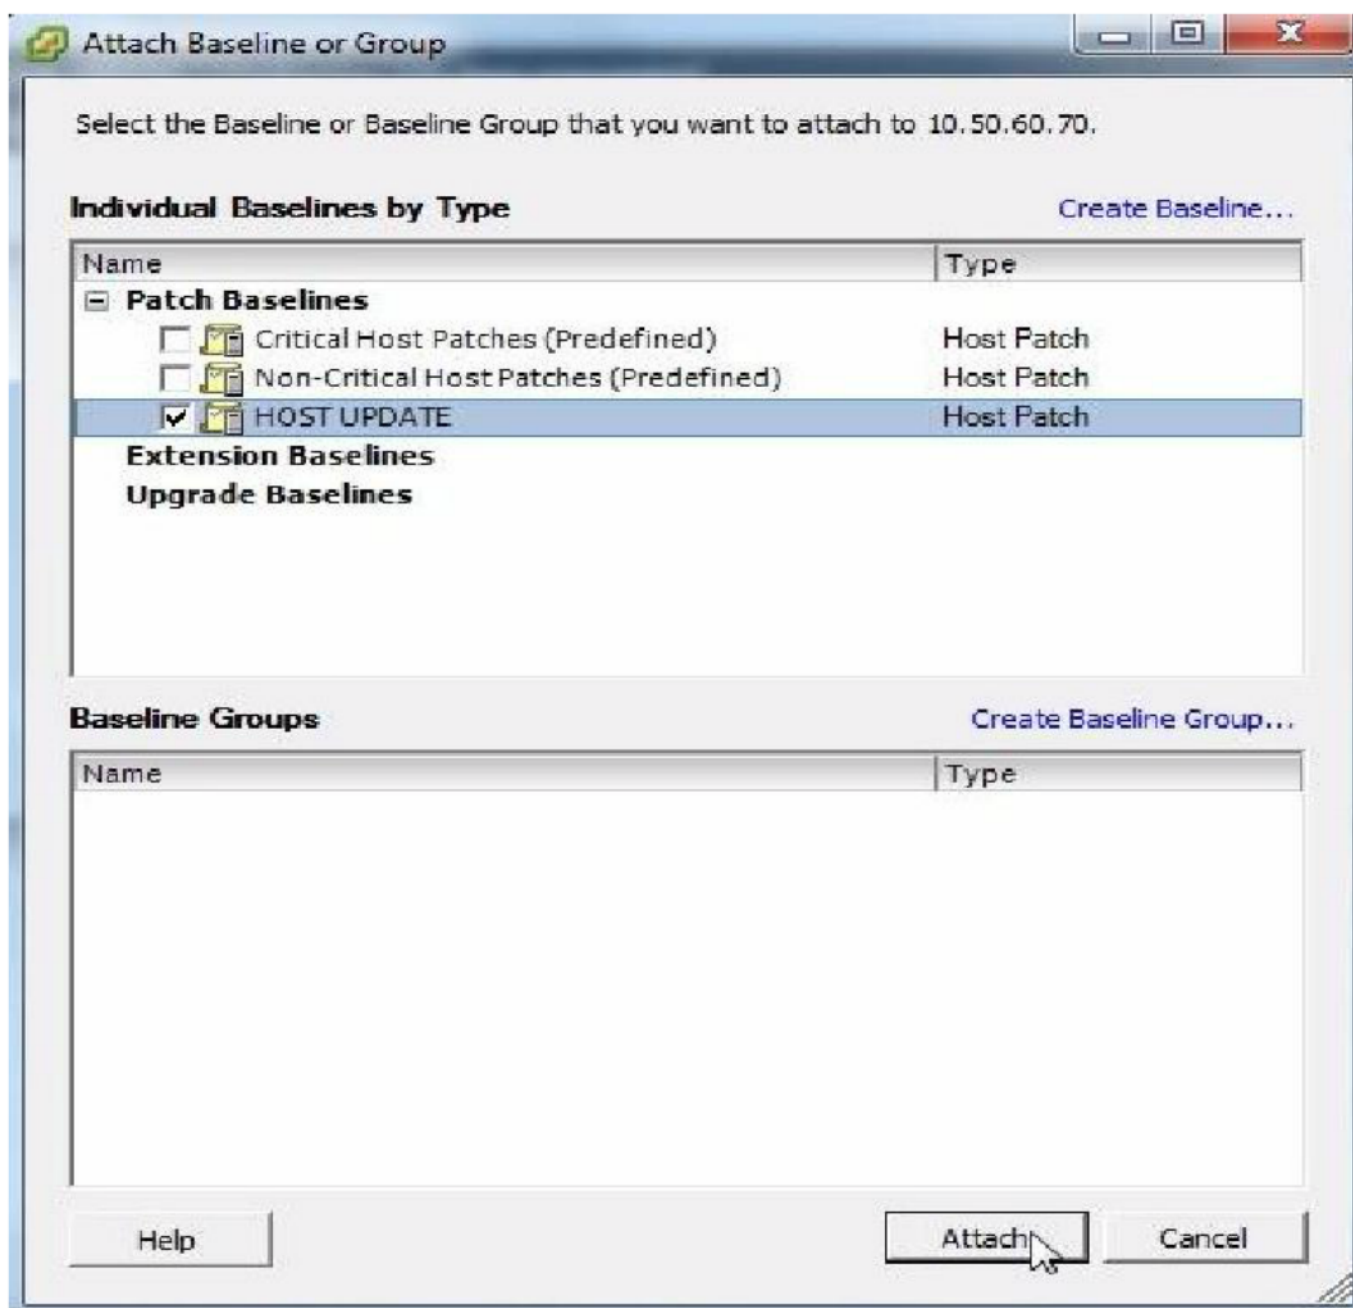 Attach Baseline or Group
Select the Baseline or Baseline Group that you want to attach to 10.50.60.70.
Individual Baselines by Type Create Baseline...
Name Type
Patch Baselines
Critical Host Patches (Predefined) Host Patch
Non-Critical Host Patches (Predefined) Host Patch
HOST UPDATE Host Patch
Extension Baselines
Upgrade Baselines
Baseline Groups Create Baseline Group...
Name Type
Help Attach Cancel